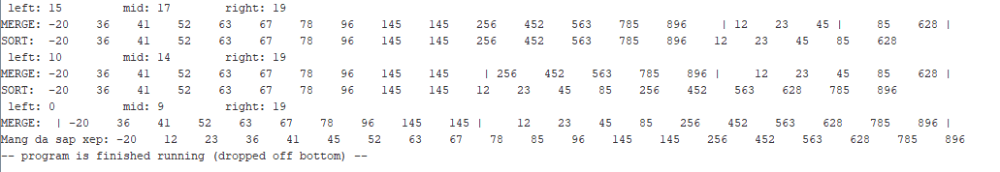 left: 15 mid: 17 right: 19
MERGE: -20 36 41 52 63 67 78 96 145 145 256 452 563 785 896 | 12 23 45 | 85 628 |
SORT: -20 36 41 52 63 67 78 96 145 145 256 452 563 785 896 12 23 45 85 628
left: 10 mid: 14 right: 19
MERGE: -20 36 41 52 63 67 78 96 145 145 | 256 452 563 785 896 | 12 23 45 85 628 |
SORT: -20 36 41 52 63 67 78 96 145 145 12 23 45 85 256 452 563 628 785 896
left: 0 mid: 9 right: 19
MERGE: | -20 36 41 52 63 67 78 96 145 145 | 12 23 45 85 256 452 563 628 785 896 |
Mang da sap xep: -20 12 23 36 41 45 52 63 67 78 85 96 145 145 256 452 563 628 785 896
-- program is finished running (dropped off bottom) --